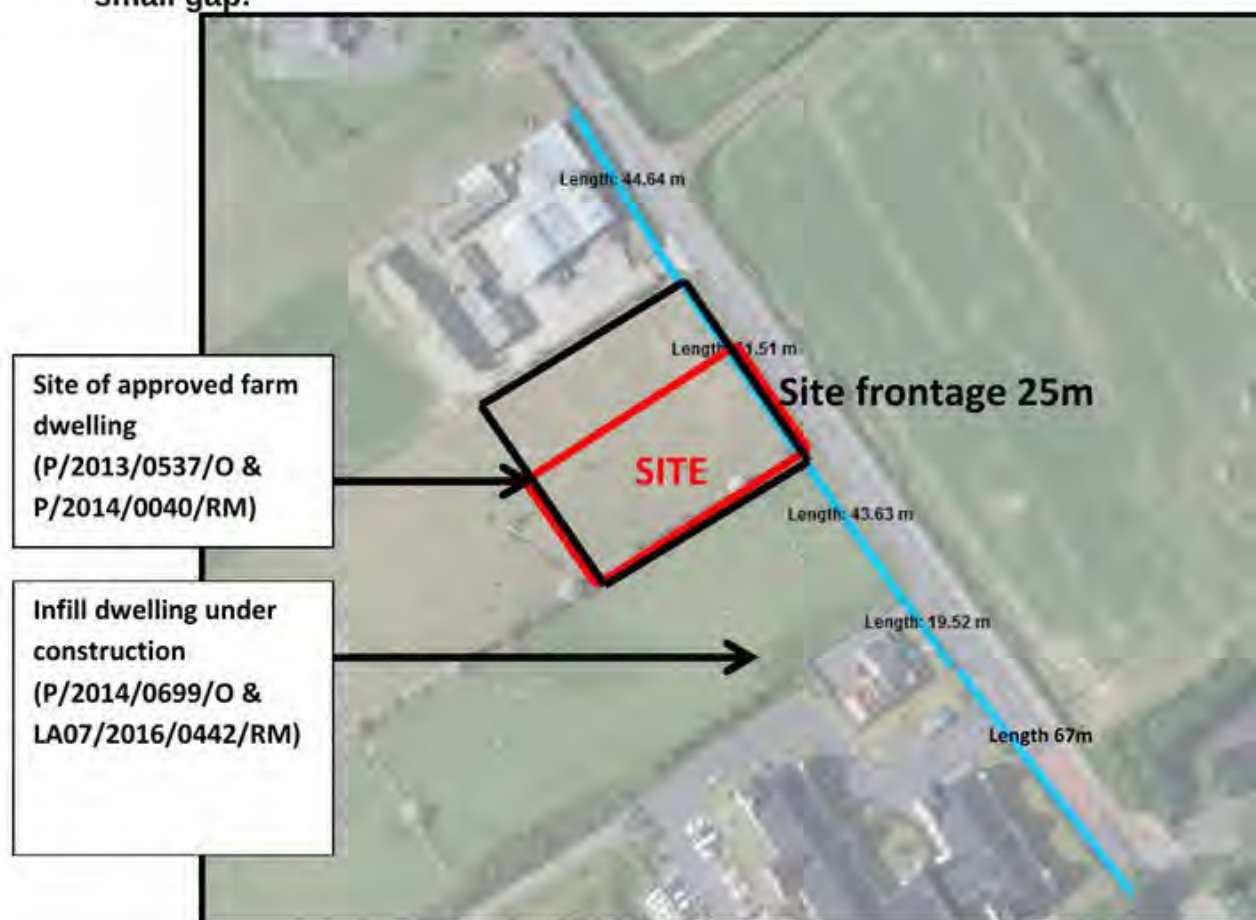 small gap:
Length: 44.64 m
Length: 1.51 m
Site frontage 25m
SITE
Length: 43.63 m
Length: 19.52 m
Length 67m
Site of approved farm
dwelling
(P/2013/0537/O &
P/2014/0040/RM)
Infill dwelling under
construction
(P/2014/0699/O &
LA07/2016/0442/RM)